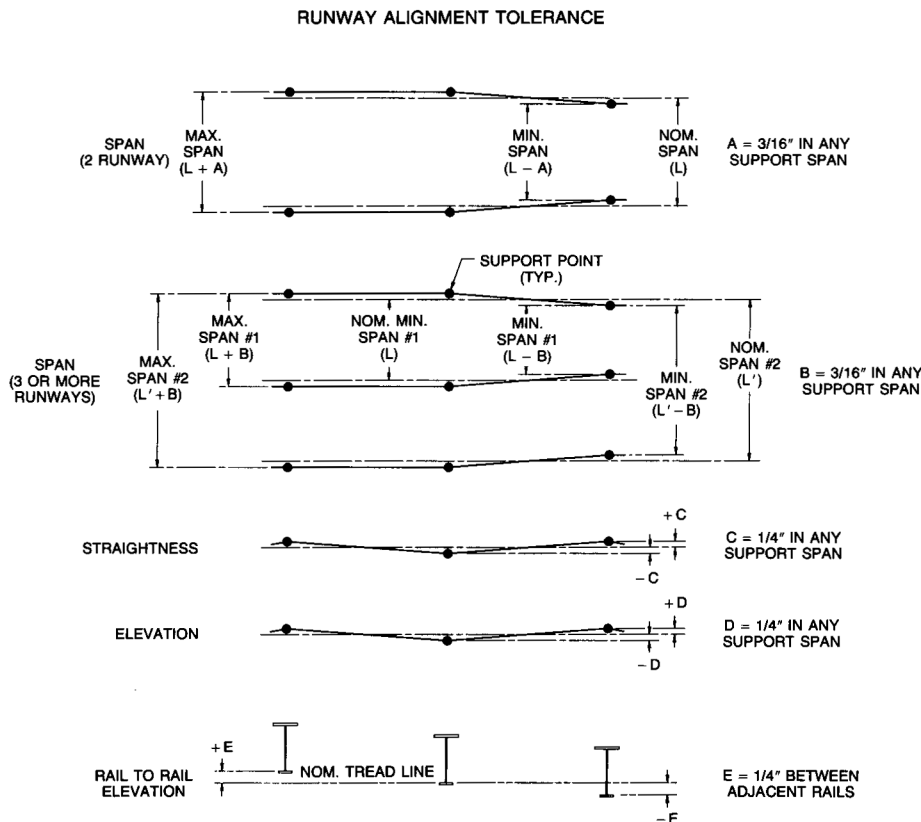 RUNWAY ALIGNMENT TOLERANCE
SPAN
(2 RUNWAY)
MAX.
SPAN
(L + A)
MIN.
SPAN
(L – A)
NOM.
SPAN
(L)
A = 3/16" IN ANY
SUPPORT SPAN
SUPPORT POINT
(TYP.)
SPAN
(3 OR MORE
RUNWAYS)
MAX.
SPAN #2
(L' + B)
MAX.
SPAN #1
(L + B)
NOM. MIN.
SPAN #1
(L)
MIN.
SPAN #1
(L – B)
MIN.
SPAN #2
(L' – B)
NOM.
SPAN #2
(L')
B = 3/16" IN ANY
SUPPORT SPAN
STRAIGHTNESS
+ C
– C
C = 1/4" IN ANY
SUPPORT SPAN
ELEVATION
+ D
– D
D = 1/4" IN ANY
SUPPORT SPAN
RAIL TO RAIL
ELEVATION
+ E
NOM. TREAD LINE
– E
E = 1/4" BETWEEN
ADJACENT RAILS